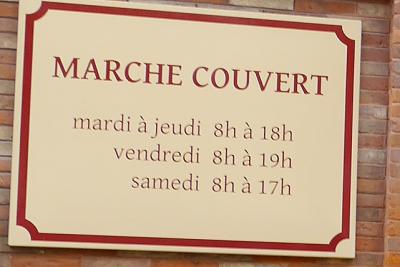 MARCHE COUVERT
mardi à jeudi 8h à 18h
vendredi 8h à 19h
samedi 8h à 17h